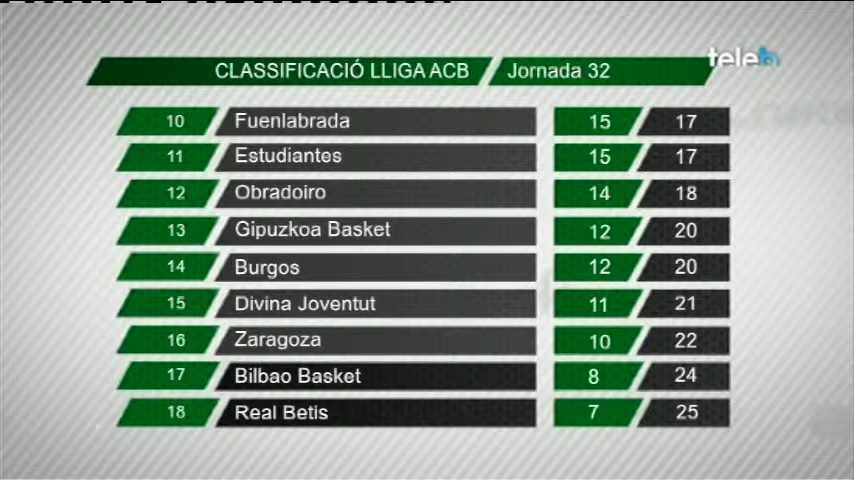 CLASSIFICACIÓ LLIGA ACB Jornada 32
tele
10 Fuenlabrada 15 17
11 Estudiantes 15 17
12 Obradoiro 14 18
13 Gipuzkoa Basket 12 20
14 Burgos 12 20
15 Divina Joventut 11 21
16 Zaragoza 10 22
17 Bilbao Basket 8 24
18 Real Betis 7 25